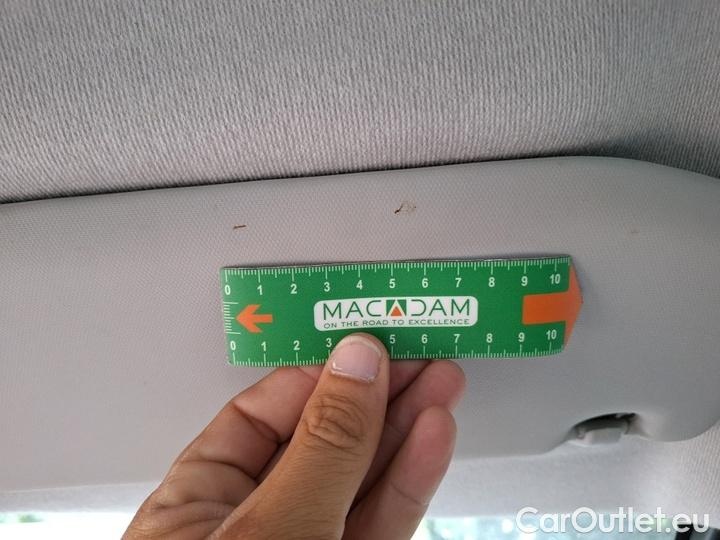 0 1 2 3 4 5 6 7 8 9 10
MACADAM
ON THE ROAD TO EXCELLENCE
0 1 2 3 5 6 7 8 9 10
CarOutlet.eu